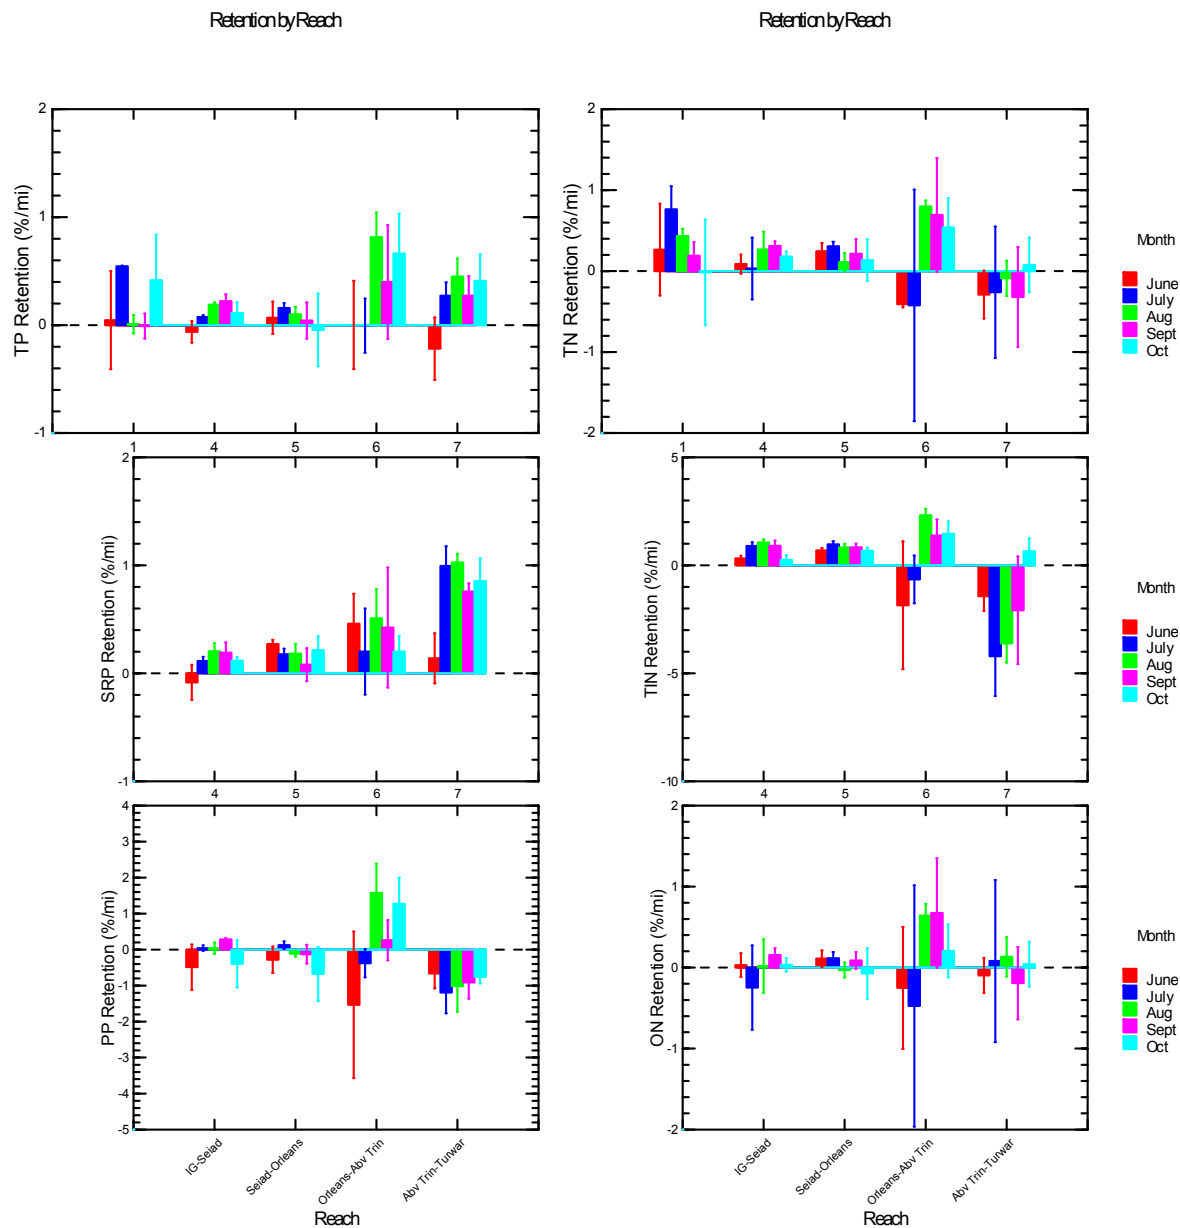 Retention by Reach
Retention by Reach
TP Retention (%/mi)
2
1
0
-1
1 4 5 6 7
TN Retention (%/mi)
2
1
0
-1
-2
1 4 5 6 7
Month
June
July
Aug
Sept
Oct
SRP Retention (%/mi)
2
1
0
-1
4 5 6 7
TIN Retention (%/mi)
5
0
-5
-10
4 5 6 7
Month
June
July
Aug
Sept
Oct
PP Retention (%/mi)
4
3
2
1
0
-1
-2
-3
-4
-5
IG-Seiad
Seiad-Orleans
Orleans-Abv Trin
Abv Trin-Turwar
Reach
ON Retention (%/mi)
2
1
0
-1
-2
IG-Seiad
Seiad-Orleans
Orleans-Abv Trin
Abv Trin-Turwar
Reach
Month
June
July
Aug
Sept
Oct